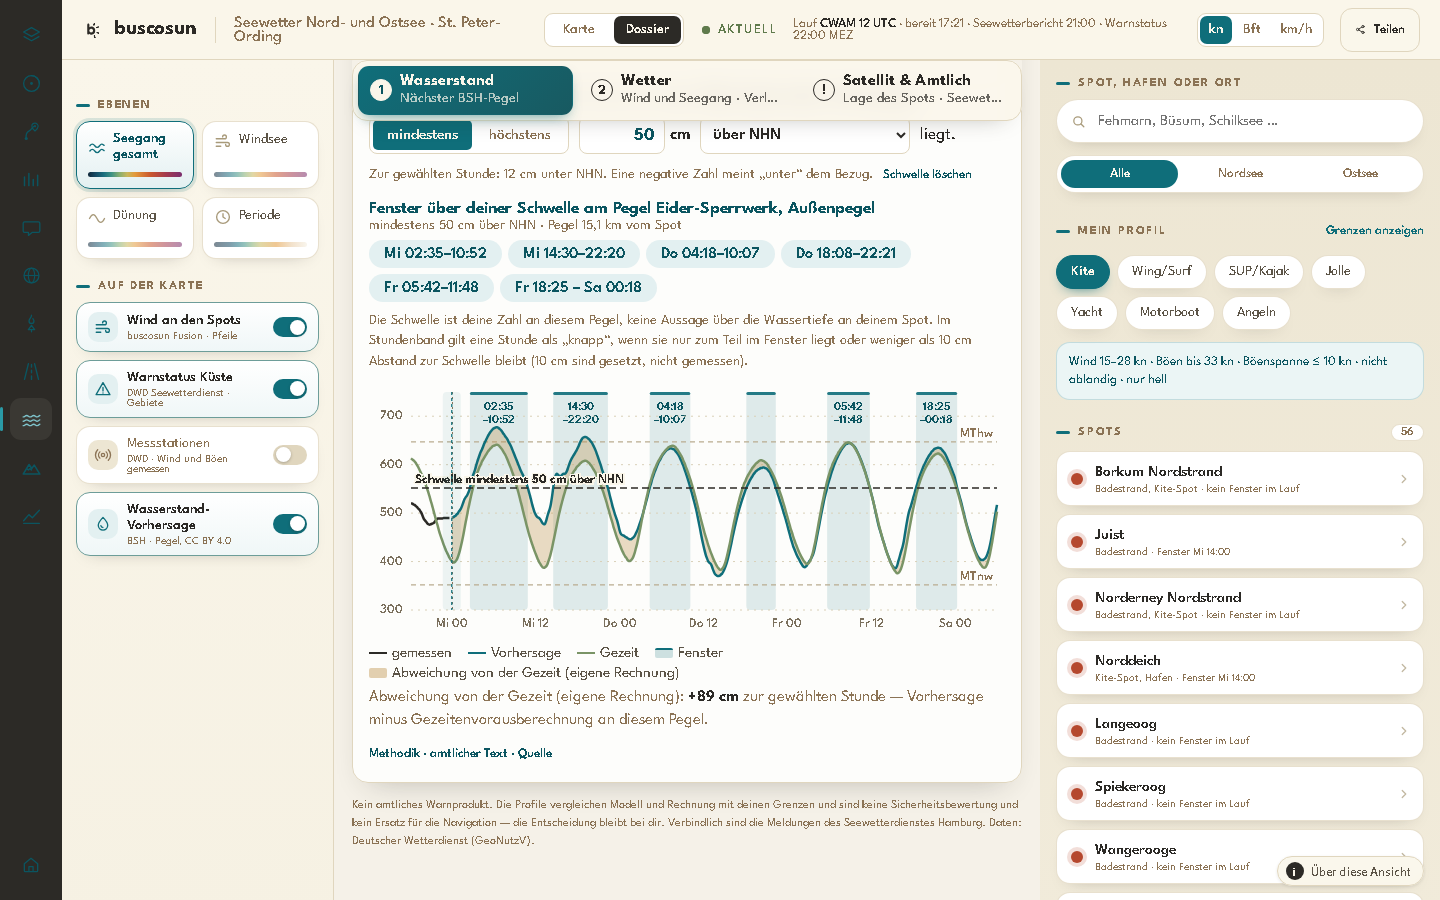 buscosun
Seewetter Nord- und Ostsee · St. Peter-
Ording
Karte
Dossier
AKTUELL
Lauf CWAM 12 UTC · bereit 17:21 · Seewetterbericht 21:00 · Warnstatus
22:00 MEZ
kn
Bft
km/h
Teilen
EBENEN
Seegang
gesamt
Windsee
Dünung
Periode
AUF DER KARTE
Wind an den Spots
buscosun Fusion · Pfeile
Warnstatus Küste
DWD Seewetterdienst ·
Gebiete
Messstationen
DWD · Wind und Böen
gemessen
Wasserstand-
Vorhersage
BSH · Pegel, CC BY 4.0
1
Wasserstand
Nächster BSH-Pegel
2
Wetter
Wind und Seegang · Verl...
!
Satellit & Amtlich
Lage des Spots · Seewet...
mindestens
höchstens
50
cm
über NHN
liegt.
Zur gewählten Stunde: 12 cm unter NHN. Eine negative Zahl meint „unter“ dem Bezug.
Schwelle löschen
Fenster über deiner Schwelle am Pegel Eider-Sperrwerk, Außenpegel
mindestens 50 cm über NHN · Pegel 15,1 km vom Spot
Mi 02:35–10:52
Mi 14:30–22:20
Do 04:18–10:07
Do 18:08–22:21
Fr 05:42–11:48
Fr 18:25 – Sa 00:18
Die Schwelle ist deine Zahl an diesem Pegel, keine Aussage über die Wassertiefe an deinem Spot. Im
Stundenband gilt eine Stunde als „knapp“, wenn sie nur zum Teil im Fenster liegt oder weniger als 10 cm
Abstand zur Schwelle bleibt (10 cm sind gesetzt, nicht gemessen).
02:35
–10:52
14:30
–22:20
04:18
–10:07
05:42
–11:48
18:25
–00:18
700
600
500
400
300
MThw
Schwelle mindestens 50 cm über NHN
MTnw
Mi 00
Mi 12
Do 00
Do 12
Fr 00
Fr 12
Sa 00
gemessen
Vorhersage
Gezeit
Fenster
Abweichung von der Gezeit (eigene Rechnung)
Abweichung von der Gezeit (eigene Rechnung): +89 cm zur gewählten Stunde — Vorhersage
minus Gezeitenvorausberechnung an diesem Pegel.
Methodik · amtlicher Text · Quelle
Kein amtliches Warnprodukt. Die Profile vergleichen Modell und Rechnung mit deinen Grenzen und sind keine Sicherheitsbewertung und
kein Ersatz für die Navigation — die Entscheidung bleibt bei dir. Verbindlich sind die Meldungen des Seewetterdienstes Hamburg. Daten:
Deutscher Wetterdienst (GeoNutzV).
SPOT, HAFEN ODER ORT
Fehmarn, Büsum, Schilksee ...
Alle
Nordsee
Ostsee
MEIN PROFIL
Grenzen anzeigen
Kite
Wing/Surf
SUP/Kajak
Jolle
Yacht
Motorboot
Angeln
Wind 15–28 kn · Böen bis 33 kn · Böenspanne ≤ 10 kn · nicht
ablandig · nur hell
SPOTS
56
Borkum Nordstrand
Badestrand, Kite-Spot · kein Fenster im Lauf
Juist
Badestrand · Fenster Mi 14:00
Norderney Nordstrand
Badestrand, Kite-Spot · kein Fenster im Lauf
Norddeich
Kite-Spot, Hafen · Fenster Mi 14:00
Langeoog
Badestrand · kein Fenster im Lauf
Spiekeroog
Badestrand · kein Fenster im Lauf
Wangerooge
Badestrand · kein Fenster im Lauf
i
Über diese Ansicht